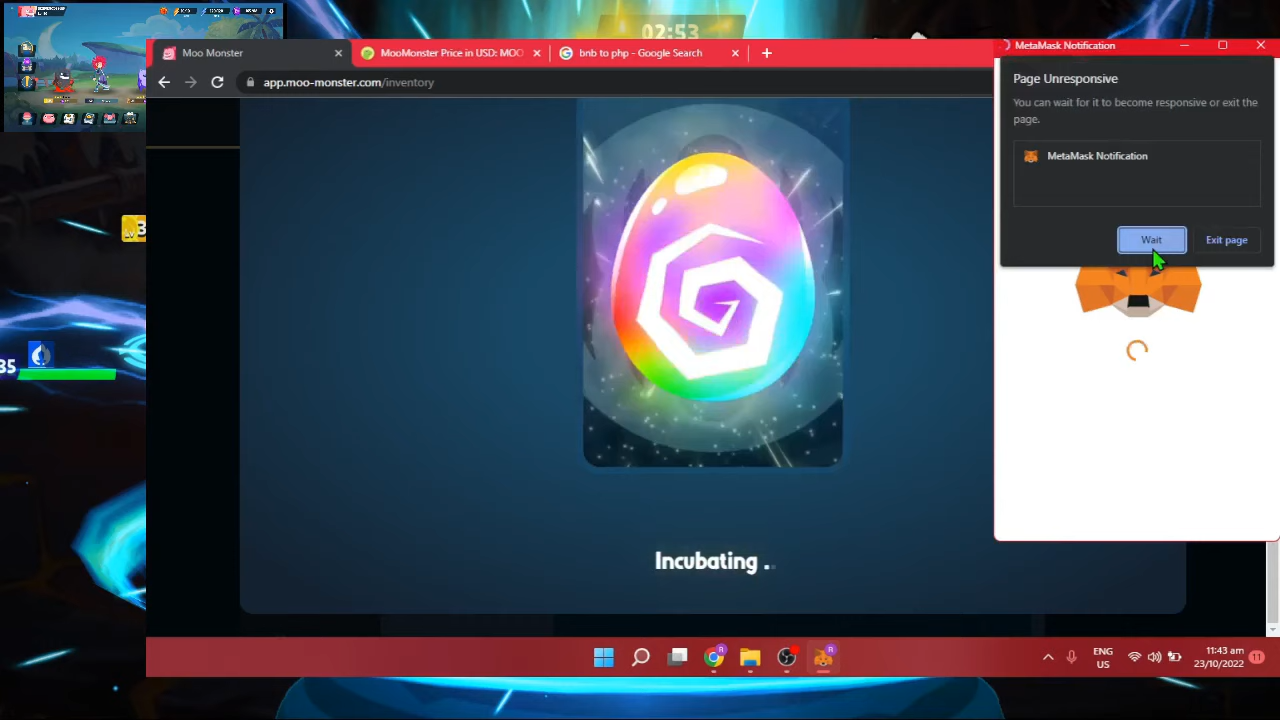 02:53
Moo Monster
MooMonster Price in USD: MOO
bnb to php - Google Search
MetaMask Notification
app.moo-monster.com/inventory
Page Unresponsive
You can wait for it to become responsive or exit the
page.
MetaMask Notification
Wait
Exit page
35
Incubating .
ENG
US
11:43 am
23/10/2022
11